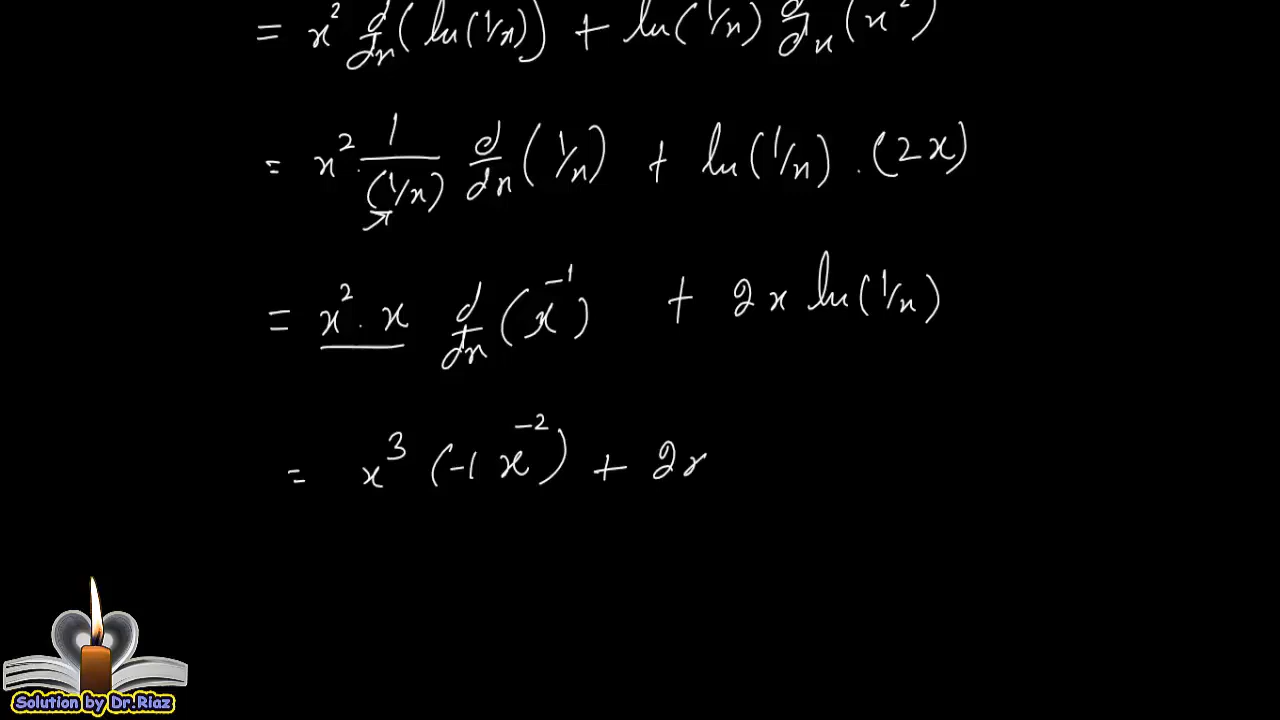 = x² d/dx (ln(1/x)) + ln(1/x) d/dx (x²)
= x² · 1/(1/x) d/dx (1/x) + ln(1/x) · (2x)
= x² · x d/dx (x⁻¹) + 2x ln(1/x)
= x³ (-1 x⁻²) + 2x
Solution by Dr.Riaz